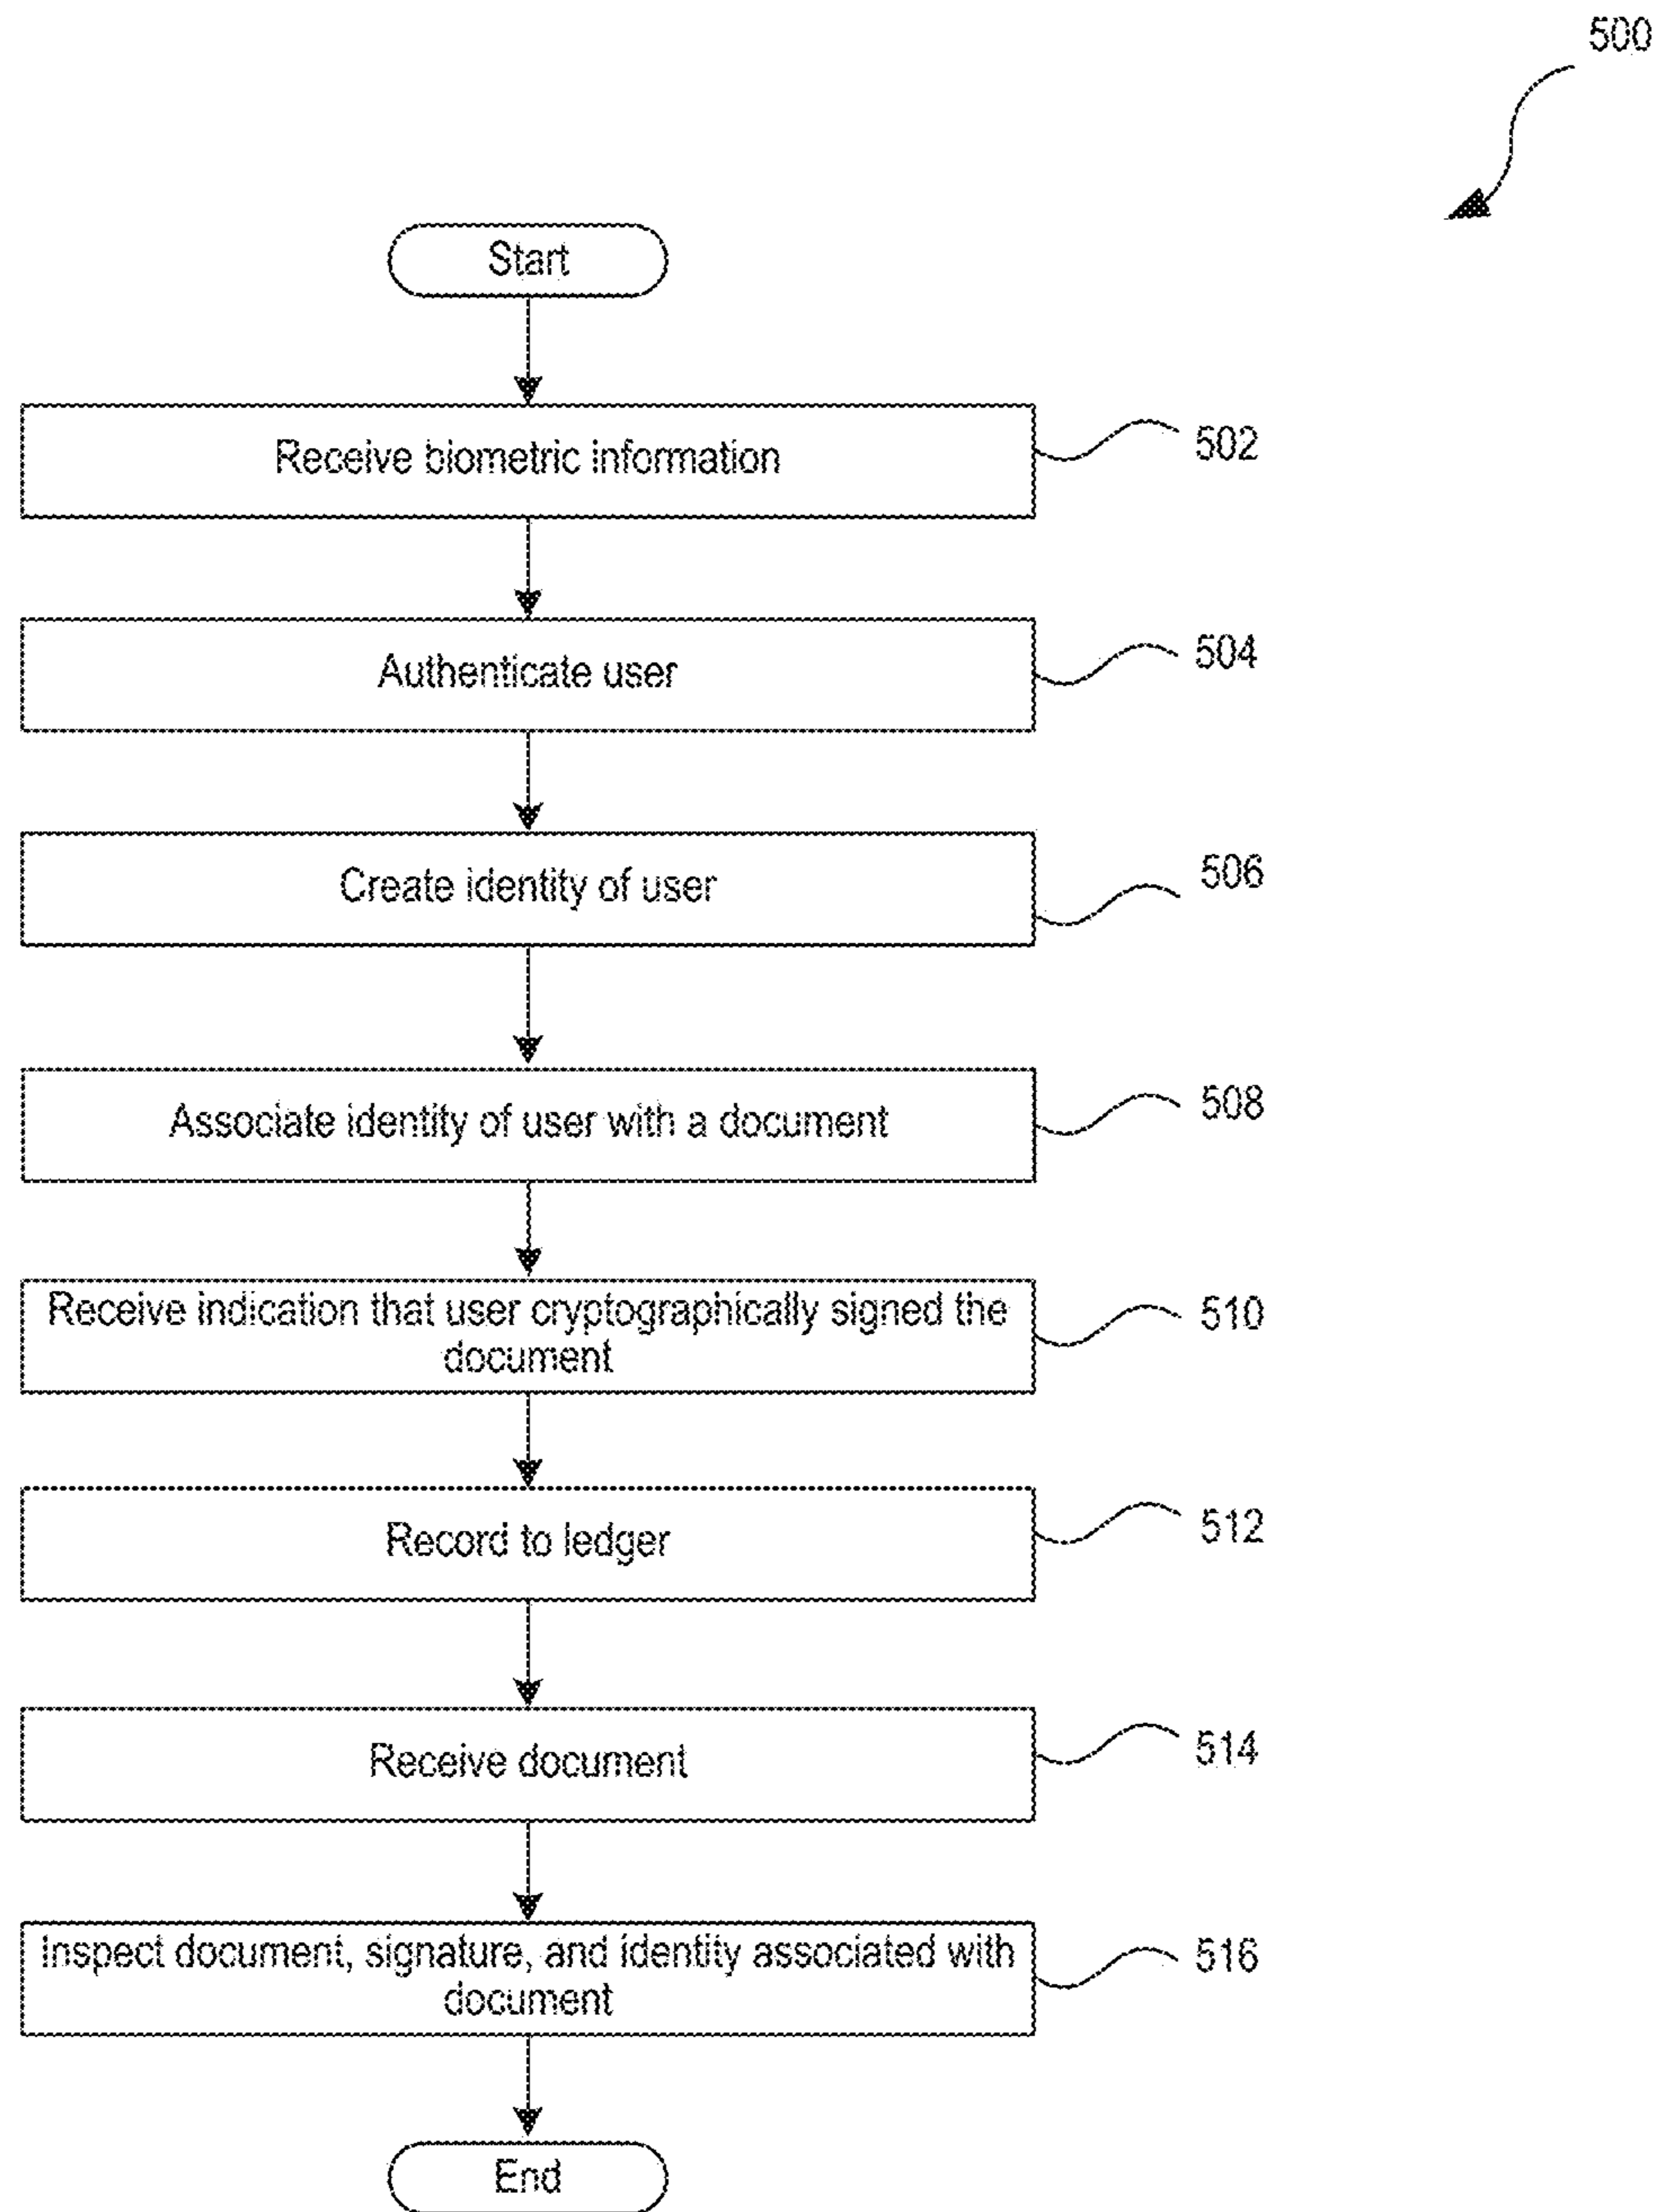 500
Start
Receive biometric information
502
Authenticate user
504
Create identity of user
506
Associate identity of user with a document
508
Receive indication that user cryptographically signed the
document
510
Record to ledger
512
Receive document
514
Inspect document, signature, and identity associated with
document
516
End